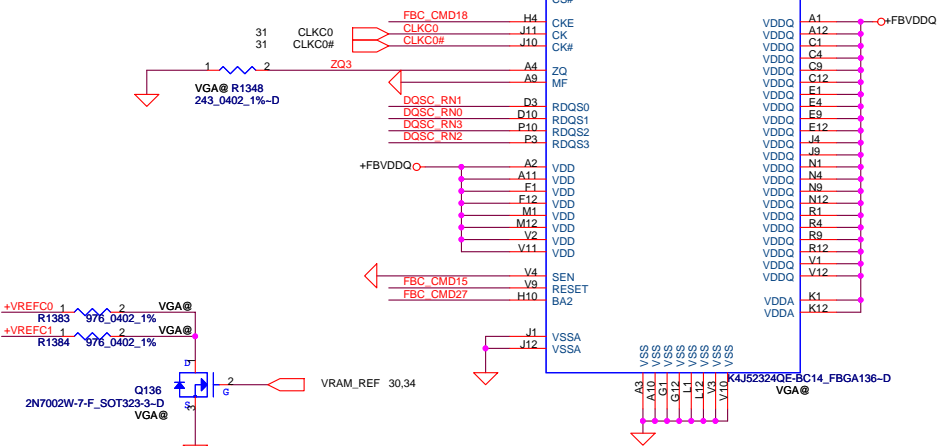 CS#
FBC_CMD18 H4 CKE
31 CLKC0 CLKC0 J11 CK
31 CLKC0# CLKC0# J10 CK#
1 2 ZQ3 A4 ZQ
A9 MF
VGA@ R1348
243_0402_1%~D
DQSC_RN1 D3 RDQS0
DQSC_RN0 D10 RDQS1
DQSC_RN3 P10 RDQS2
DQSC_RN2 P3 RDQS3
+FBVDDQ A2 VDD
A11 VDD
F1 VDD
F12 VDD
M1 VDD
M12 VDD
V2 VDD
V11 VDD
V4 SEN
FBC_CMD15 V9 RESET
FBC_CMD27 H10 BA2
J1 VSSA
J12 VSSA
VDDQ A1 +FBVDDQ
VDDQ A12
VDDQ C1
VDDQ C4
VDDQ C9
VDDQ C12
VDDQ E1
VDDQ E4
VDDQ E9
VDDQ E12
VDDQ J4
VDDQ J9
VDDQ N1
VDDQ N4
VDDQ N9
VDDQ N12
VDDQ R1
VDDQ R4
VDDQ R9
VDDQ R12
VDDQ V1
VDDQ V12
VDDA K1
VDDA K12
VSS VSS VSS VSS VSS VSS VSS VSS
A3 A10 G1 G12 L1 L12 V3 V10
K4J52324QE-BC14_FBGA136~D
VGA@
+VREFC0 1 2 VGA@
R1383 976_0402_1%
+VREFC1 1 2 VGA@
R1384 976_0402_1%
D 1
Q136
2N7002W-7-F_SOT323-3~D
VGA@
S 3
2 G
VRAM_REF 30,34